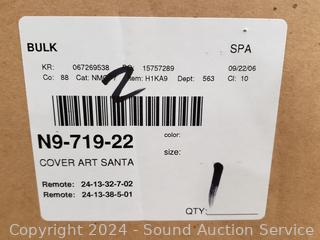 BULK SPA
KR: 067269538 15757289 09/22/06
Co: 88 Cat: Item: H1KA9 Dept: 563 Cl: 10
2
N9-719-22
color:
COVER ART SANTA
size:
Remote: 24-13-32-7-02
Remote: 24-13-38-5-01
QTY: 1
Copyright © 2024 - Sound Auction Service